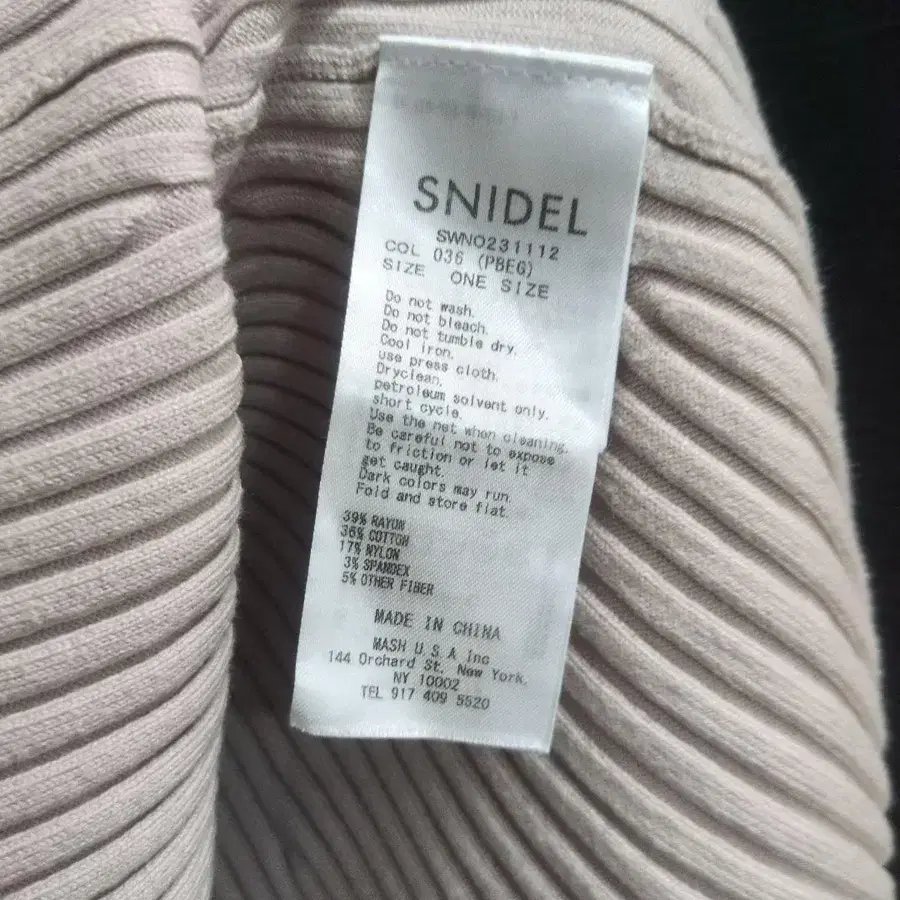 SNIDEL
SWNO231112
COL 036 (PBEG)
SIZE ONE SIZE
Do not wash.
Do not bleach.
Do not tumble dry.
Cool iron.
use press cloth.
Dryclean.
petroleum solvent only.
short cycle.
Use the net when cleaning.
Be careful not to expose
to friction or let it
get caught.
Dark colors may run.
Fold and store flat.
39% RAYON
36% COTTON
17% NYLON
3% SPANDEX
5% OTHER FIBER
MADE IN CHINA
MASH U S A Inc
144 Orchard St. New York.
NY 10002
TEL 917 409 5520